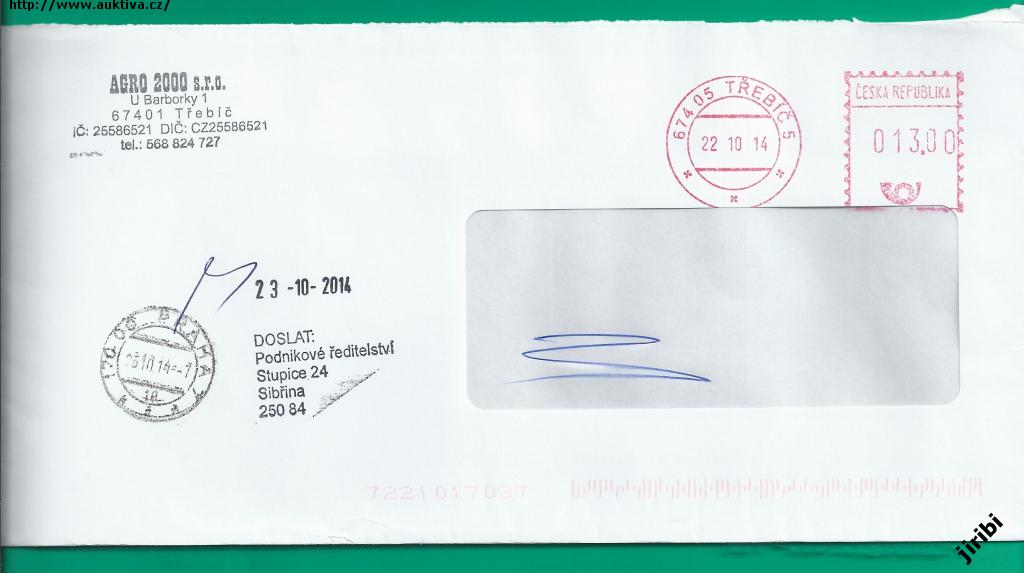 http://www.auktiva.cz/
AGRO 2000 s.r.o.
U Barborky 1
67401 Třebíč
IČ: 25586521 DIČ: CZ25586521
tel.: 568 824 727
674 05 TŘEBÍČ 5
22 10 14
ČESKA REPUBLIKA
013.00
23 -10- 2014
DOSLAT:
Podnikové ředitelství
Stupice 24
Sibřina
250 84
PRAHA
7221017037
jiribi